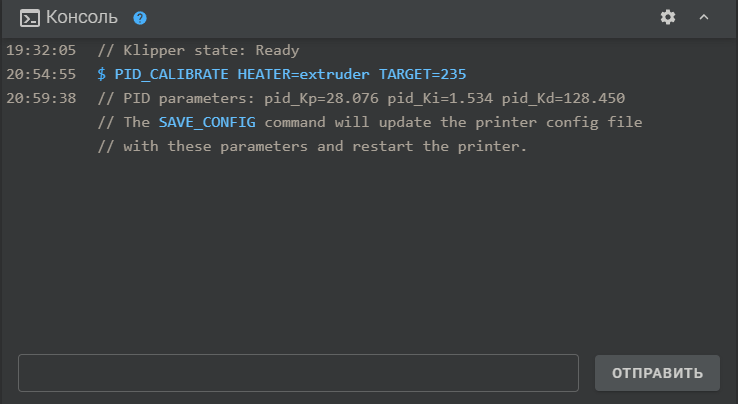 Консоль
19:32:05 // Klipper state: Ready
20:54:55 $ PID_CALIBRATE HEATER=extruder TARGET=235
20:59:38 // PID parameters: pid_Kp=28.076 pid_Ki=1.534 pid_Kd=128.450
// The SAVE_CONFIG command will update the printer config file
// with these parameters and restart the printer.
ОТПРАВИТЬ